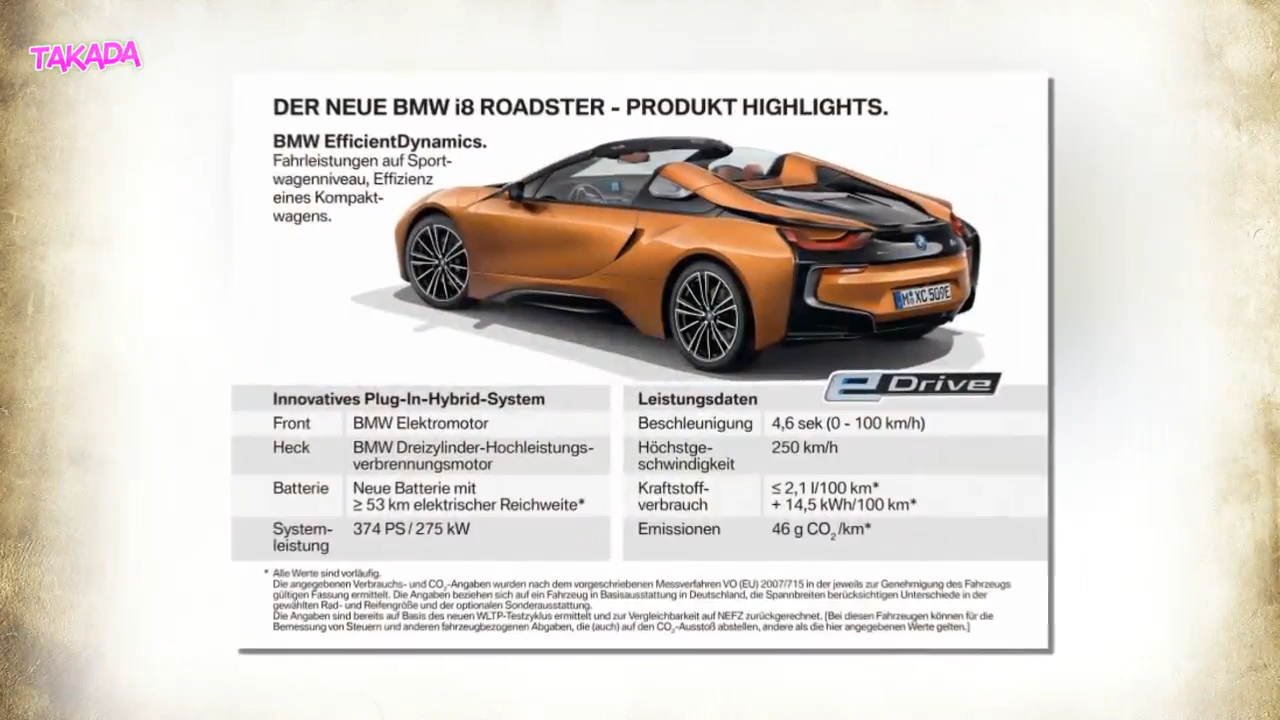 TAKADA
DER NEUE BMW i8 ROADSTER - PRODUKT HIGHLIGHTS.
BMW EfficientDynamics.
Fahrleistungen auf Sport-
wagenniveau, Effizienz
eines Kompakt-
wagens.
M XC 509E
eDrive
Innovatives Plug-In-Hybrid-System
Front BMW Elektromotor
Heck BMW Dreizylinder-Hochleistungs-
verbrennungsmotor
Batterie Neue Batterie mit
≥ 53 km elektrischer Reichweite*
System- 374 PS / 275 kW
leistung
Leistungsdaten
Beschleunigung 4,6 sek (0 - 100 km/h)
Höchstge- 250 km/h
schwindigkeit
Kraftstoff- ≤ 2,1 l/100 km*
verbrauch + 14,5 kWh/100 km*
Emissionen 46 g CO₂/km*
* Alle Werte sind vorläufig.
Die angegebenen Verbrauchs- und CO₂-Angaben wurden nach dem vorgeschriebenen Messverfahren VO (EU) 2007/715 in der jeweils zur Genehmigung des Fahrzeugs
gültigen Fassung ermittelt. Die Angaben beziehen sich auf ein Fahrzeug in Basisausstattung in Deutschland, die Spannbreiten berücksichtigen Unterschiede in der
gewählten Rad- und Reifengröße und der optionalen Sonderausstattung.
Die Angaben sind bereits auf Basis des neuen WLTP-Testzyklus ermittelt und zur Vergleichbarkeit auf NEFZ zurückgerechnet. [Bei diesen Fahrzeugen können für die
Bemessung von Steuern und anderen fahrzeugbezogenen Abgaben, die (auch) auf den CO₂-Ausstoß abstellen, andere als die hier angegebenen Werte gelten.]